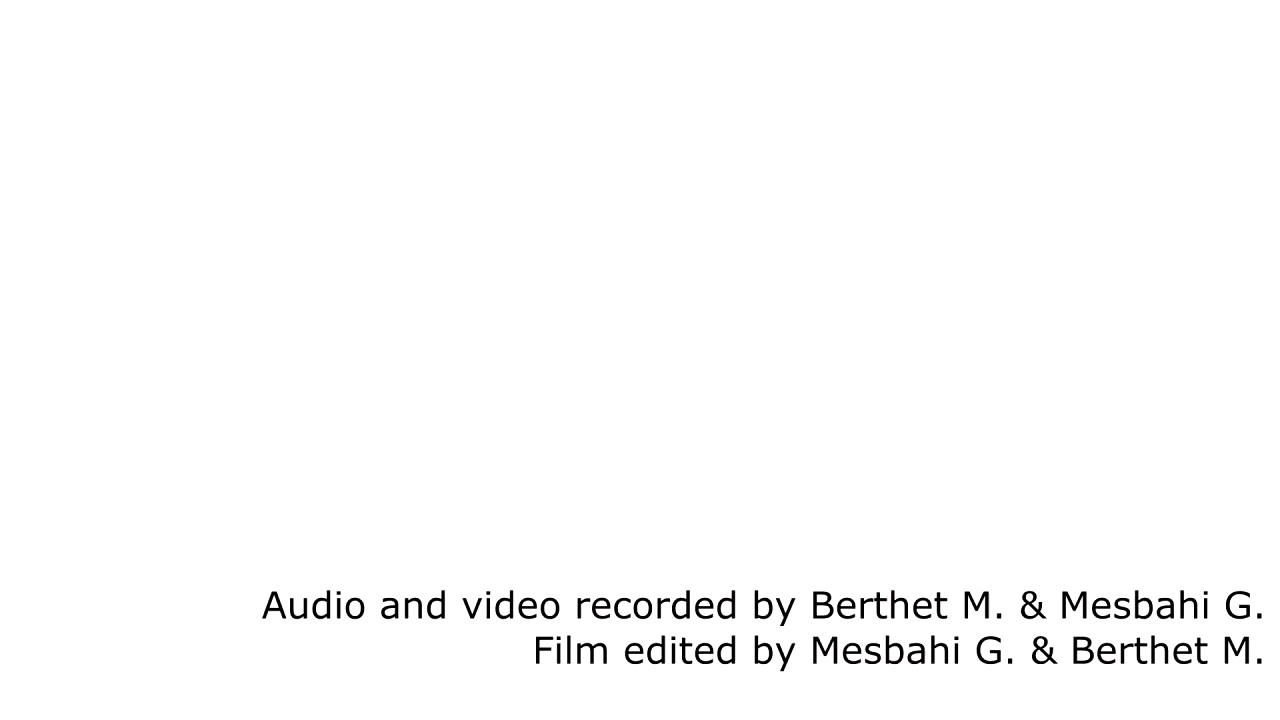 Audio and video recorded by Berthet M. & Mesbahi G.
Film edited by Mesbahi G. & Berthet M.